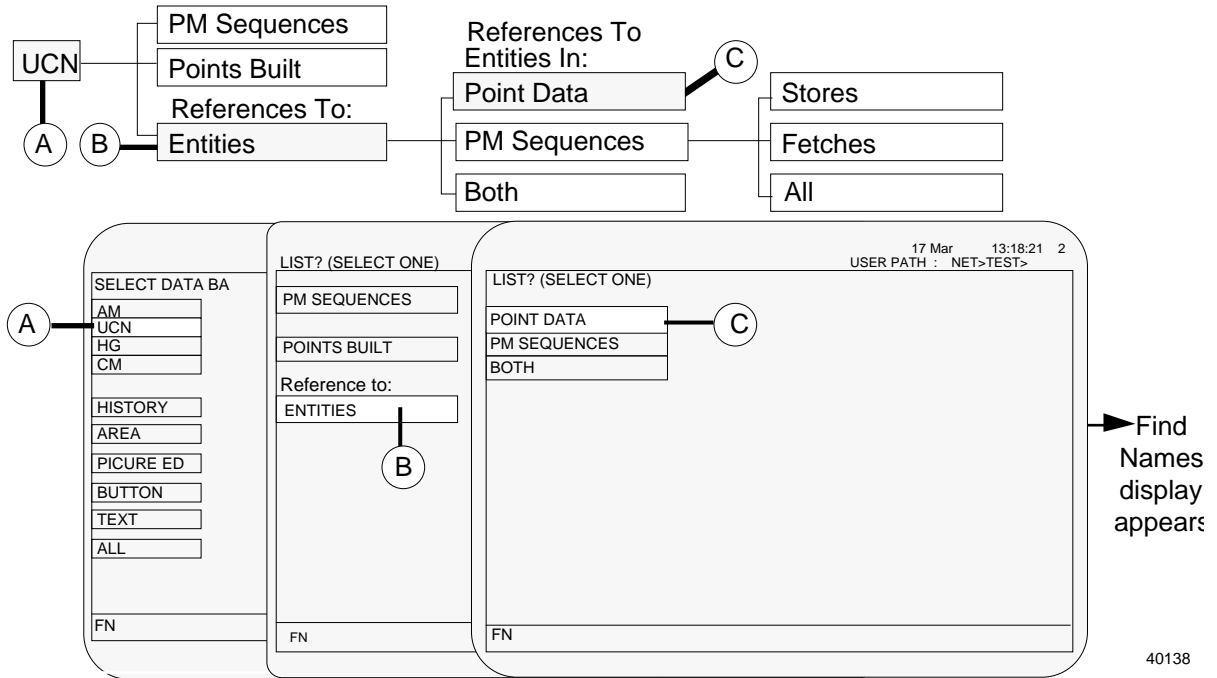 UCN
A
PM Sequences
Points Built
References To:
Entities
B
References To
Entities In:
Point Data
C
PM Sequences
Both
Stores
Fetches
All
SELECT DATA BA
AM
UCN
A
HG
CM
HISTORY
AREA
PICURE ED
BUTTON
TEXT
ALL
FN
LIST? (SELECT ONE)
PM SEQUENCES
POINTS BUILT
Reference to:
ENTITIES
B
FN
17 Mar 13:18:21 2
USER PATH : NET>TEST>
LIST? (SELECT ONE)
POINT DATA
C
PM SEQUENCES
BOTH
FN
Find
Names
display
appears
40138